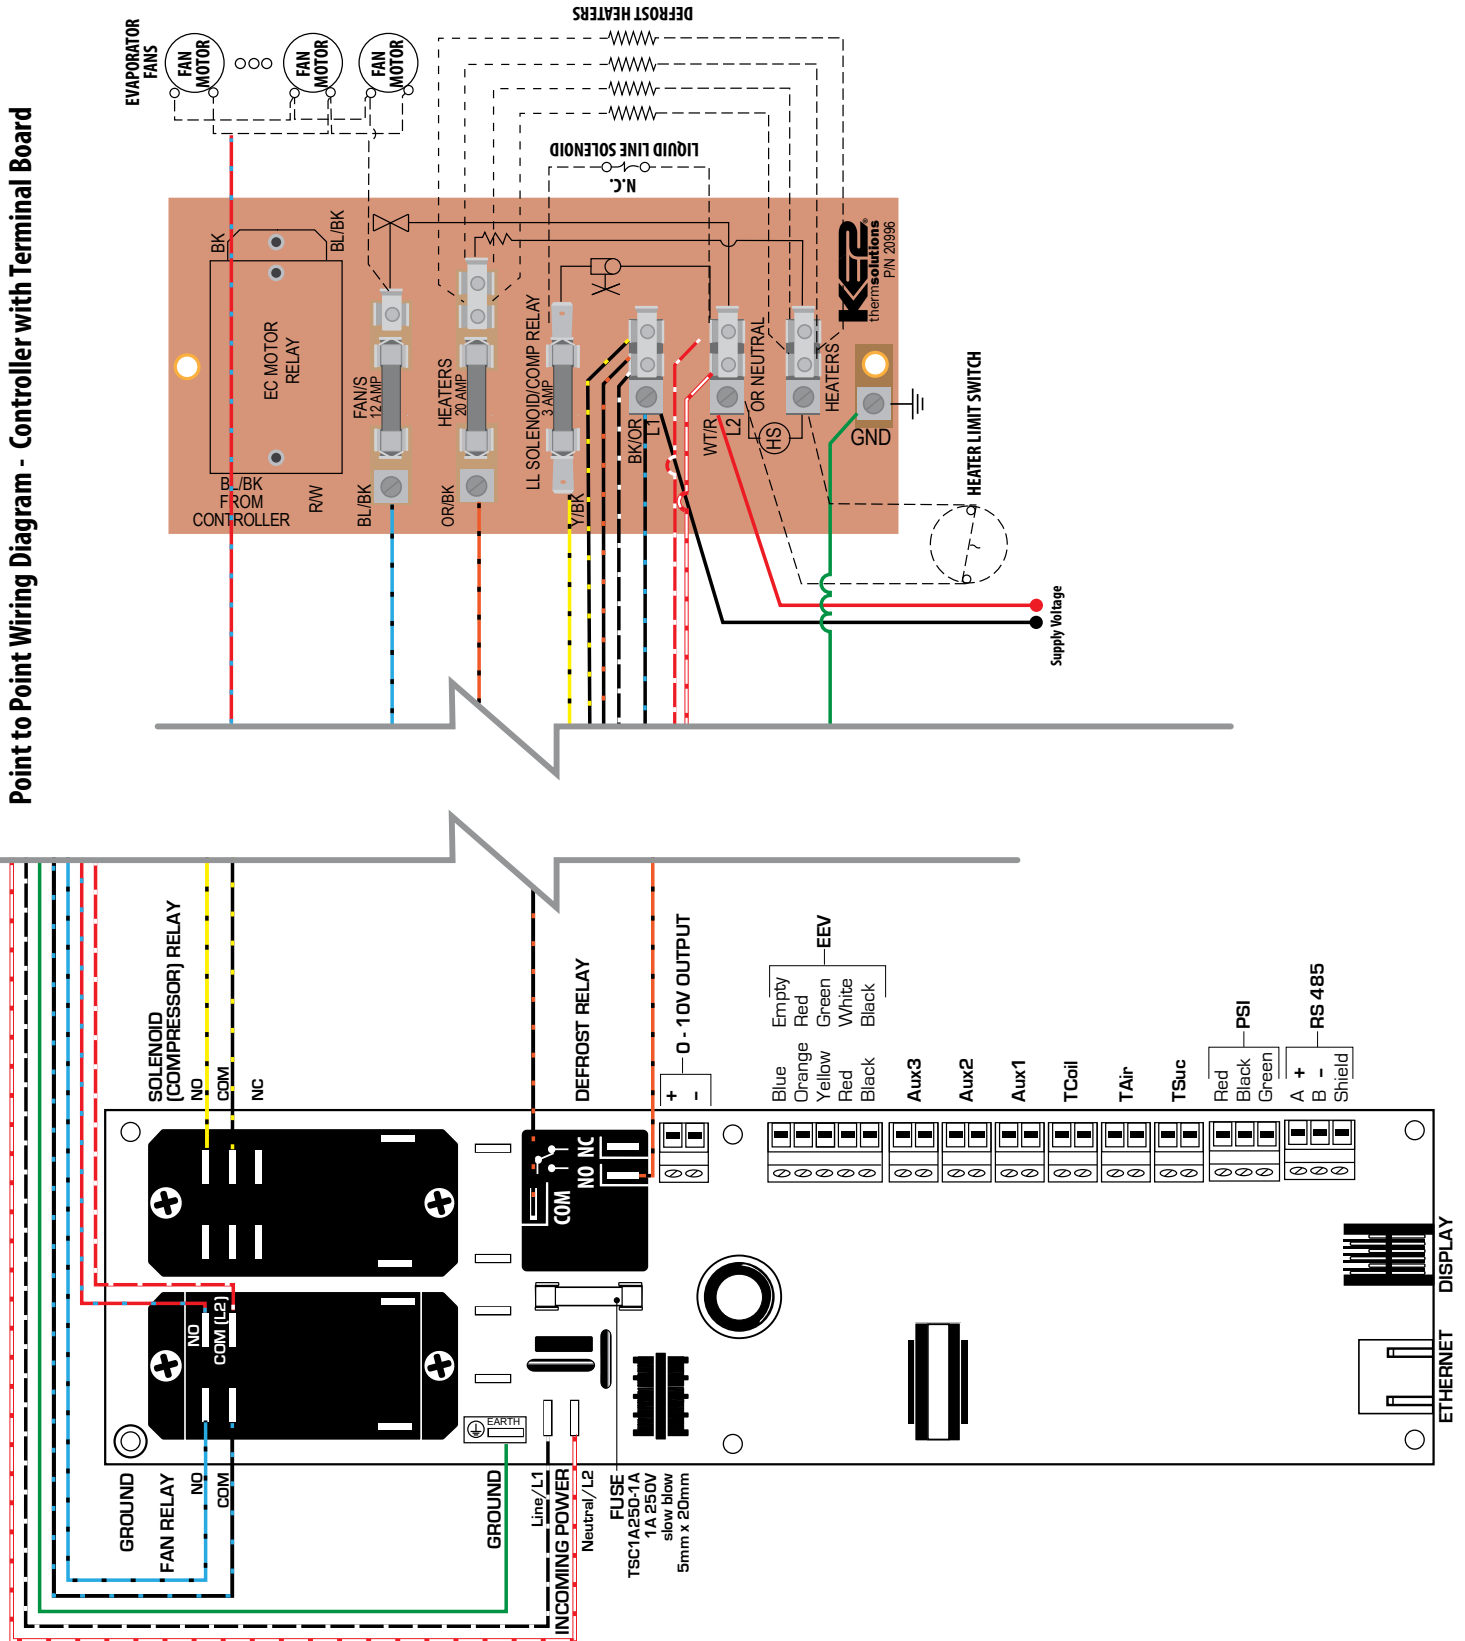 Point to Point Wiring Diagram - Controller with Terminal Board
EVAPORATOR
FANS
FAN
MOTOR
FAN
MOTOR
FAN
MOTOR
DEFROST HEATERS
LIQUID LINE SOLENOID
N.C.
BK
BL/BK
EC MOTOR
RELAY
BL/BK
FROM
CONTROLLER
R/W
FAN/S
12 AMP
BL/BK
HEATERS
20 AMP
OR/BK
LL SOLENOID/COMP RELAY
3 AMP
Y/BK
BK/OR
L1
WT/R
L2
OR NEUTRAL
HS
HEATERS
GND
KE2
thermsolutions
®
P/N 20996
HEATER LIMIT SWITCH
Supply Voltage
SOLENOID
(COMPRESSOR) RELAY
NO
COM
NC
DEFROST RELAY
COM
NO
NC
0 - 10V OUTPUT
+
-
EEV
Blue
Empty
Orange
Red
Yellow
Green
Red
White
Black
Black
Aux3
Aux2
Aux1
TCoil
TAir
TSuc
PSI
Red
Black
Green
RS 485
A +
B -
Shield
DISPLAY
ETHERNET
NO
COM (L2)
GROUND
FAN RELAY
NO
COM
EARTH
GROUND
Line/L1
INCOMING POWER
Neutral/L2
FUSE
TSC1A250-1A
1A 250V
slow blow
5mm x 20mm